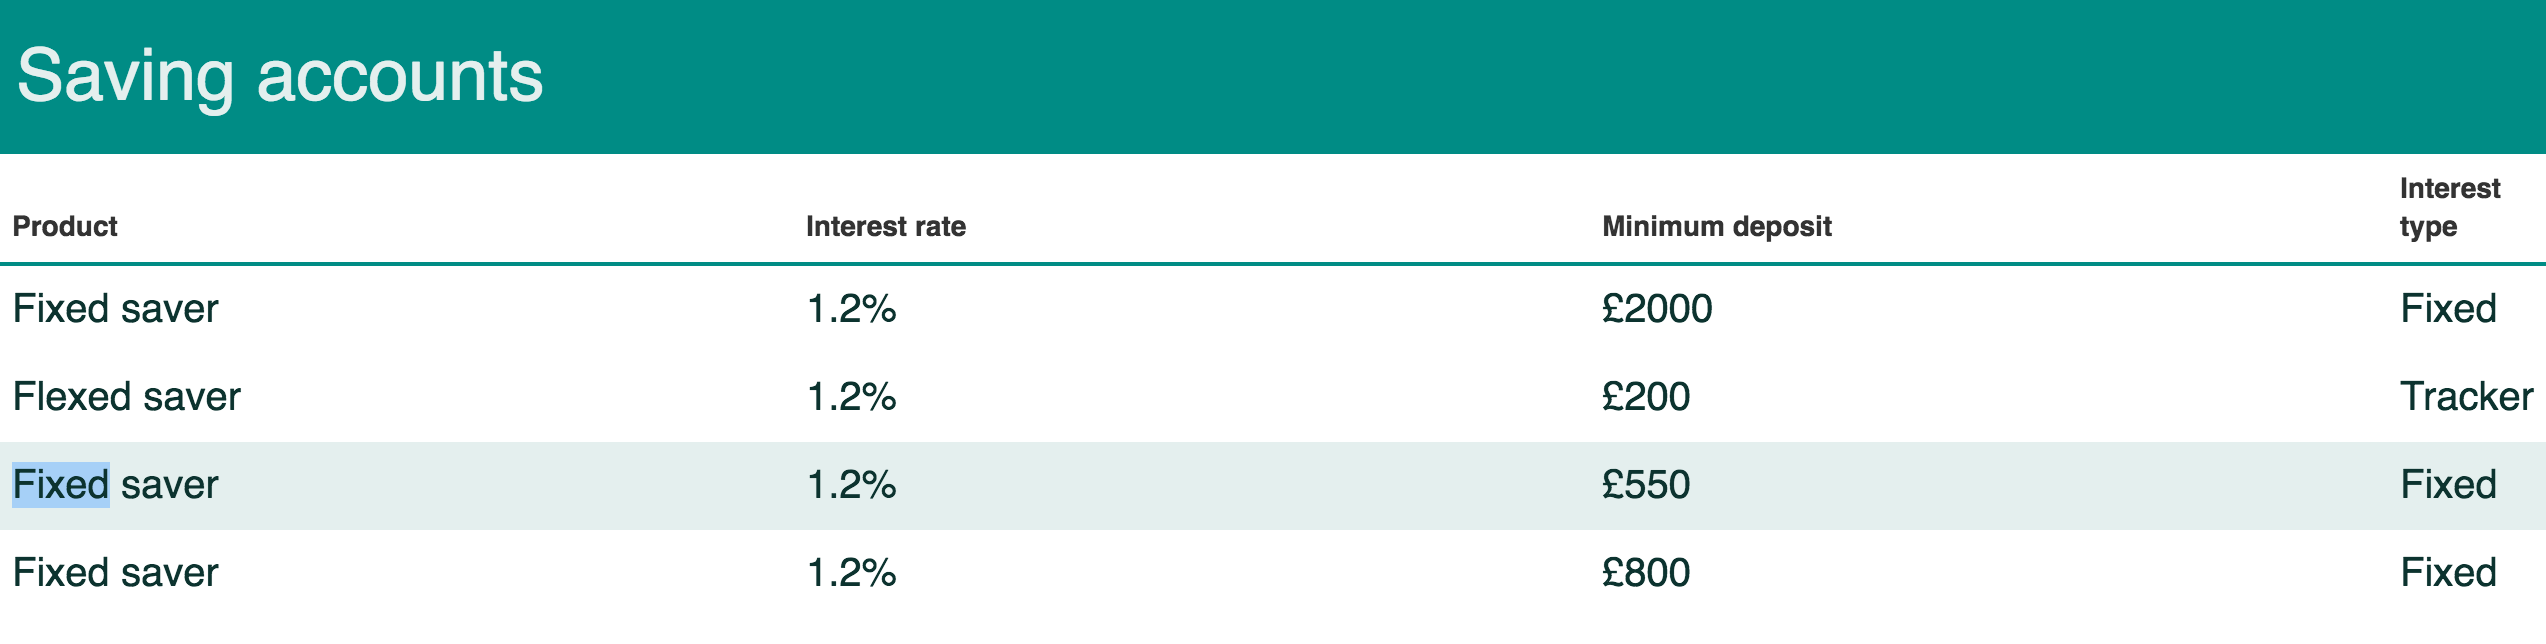 Saving accounts
Product Interest rate Minimum deposit Interest type
Fixed saver 1.2% £2000 Fixed
Flexed saver 1.2% £200 Tracker
Fixed saver 1.2% £550 Fixed
Fixed saver 1.2% £800 Fixed